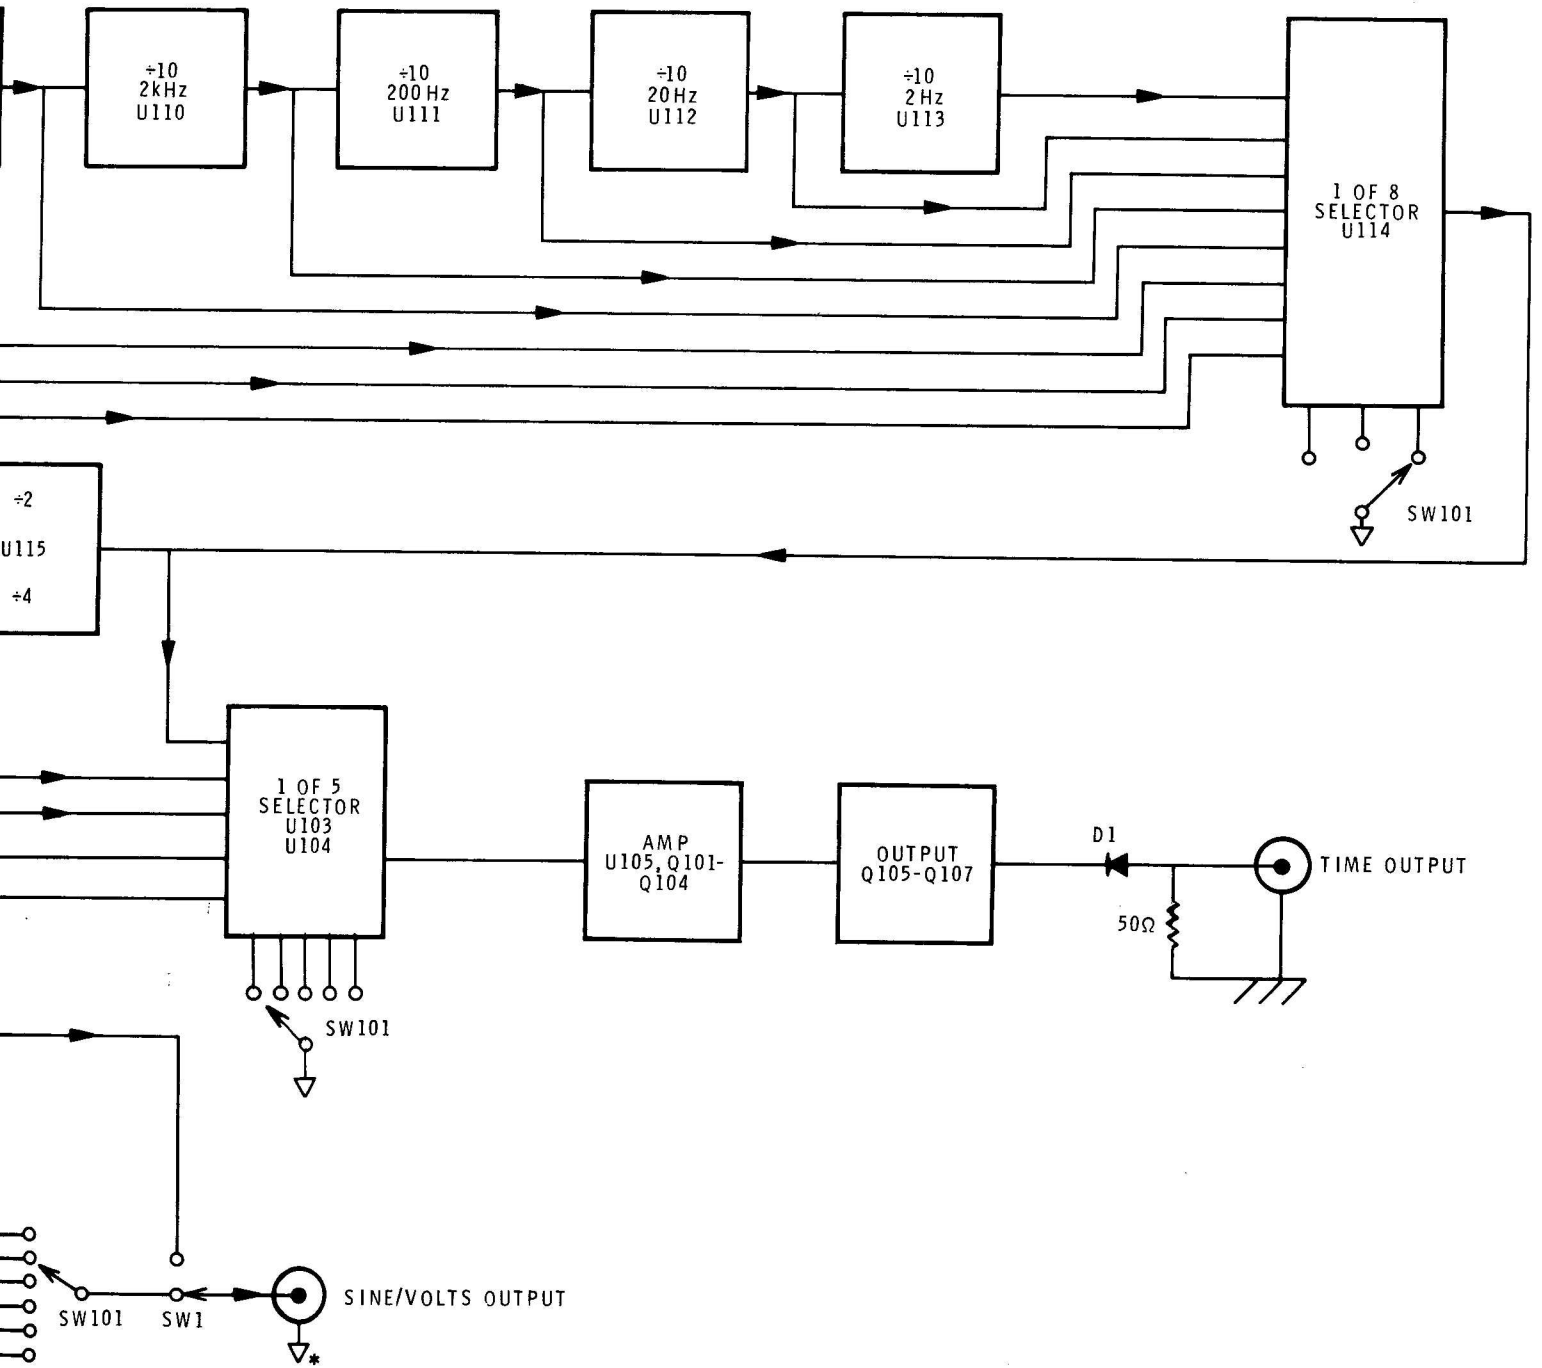 ÷10
2kHz
U110
÷10
200Hz
U111
÷10
20Hz
U112
÷10
2Hz
U113
1 OF 8
SELECTOR
U114
SW101
÷2
U115
÷4
1 OF 5
SELECTOR
U103
U104
SW101
AMP
U105, Q101-
Q104
OUTPUT
Q105-Q107
D1
50Ω
TIME OUTPUT
SW101
SW1
SINE/VOLTS OUTPUT
*